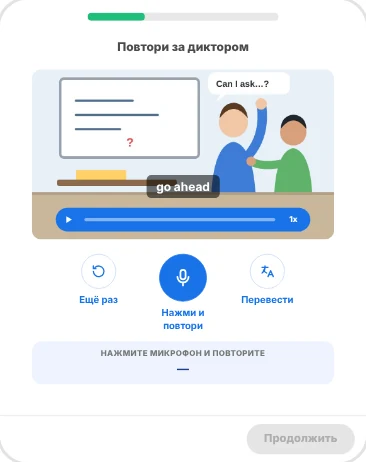 Повтори за диктором
Can I ask...?
?
go ahead
1x
Ещё раз
Нажми и
повтори
Перевести
НАЖМИТЕ МИКРОФОН И ПОВТОРИТЕ
—
Продолжить